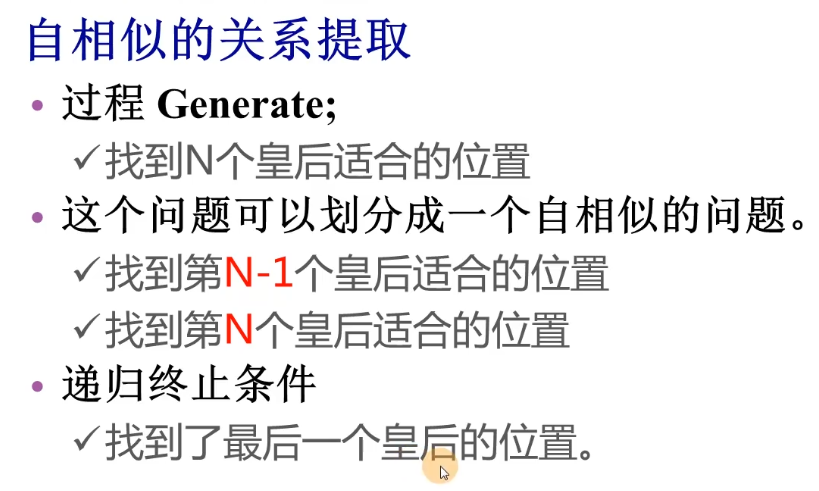 自相似的关系提取
• 过程 Generate;
✓找到N个皇后适合的位置
• 这个问题可以划分成一个自相似的问题。
✓找到第N-1个皇后适合的位置
✓找到第N个皇后适合的位置
• 递归终止条件
✓找到了最后一个皇后的位置。